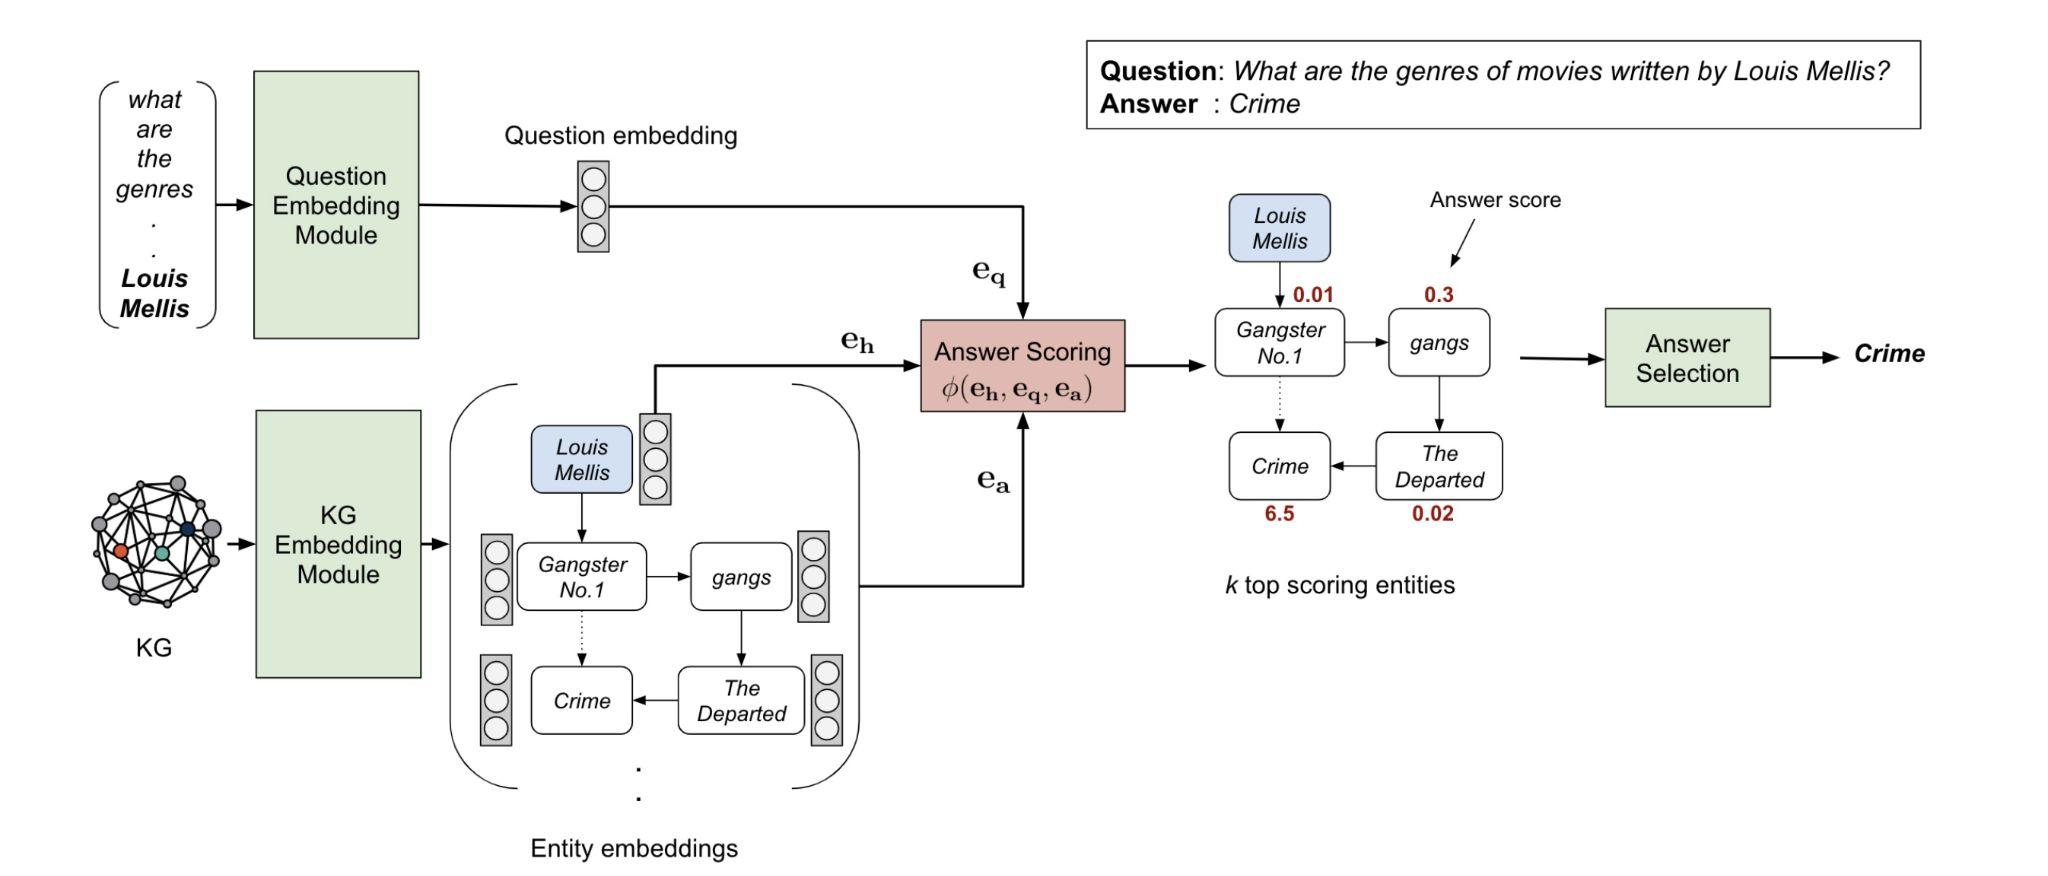 Question: What are the genres of movies written by Louis Mellis?
Answer : Crime
what
are
the
genres
.
.
Louis
Mellis
Question
Embedding
Module
Question embedding
e_q
e_h
Answer Scoring
ϕ(e_h, e_q, e_a)
e_a
KG
KG
Embedding
Module
Louis
Mellis
Gangster
No.1
gangs
Crime
The
Departed
.
.
Entity embeddings
Louis
Mellis
Answer score
0.01
0.3
Gangster
No.1
gangs
Crime
The
Departed
6.5
0.02
k top scoring entities
Answer
Selection
Crime